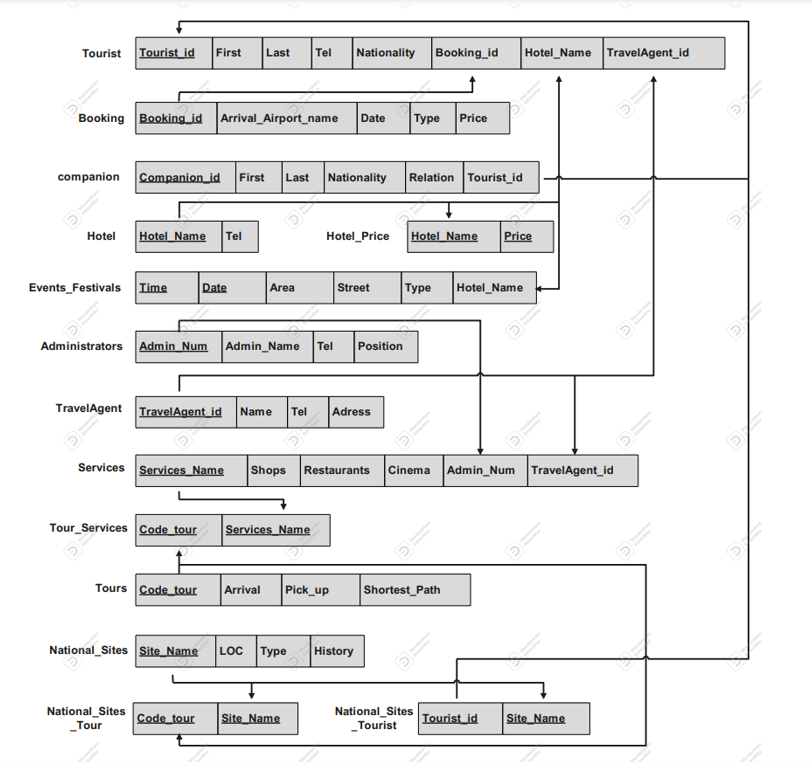 Tourist Tourist_id First Last Tel Nationality Booking_id Hotel_Name TravelAgent_id
Booking Booking_id Arrival_Airport_name Date Type Price
companion Companion_id First Last Nationality Relation Tourist_id
Hotel Hotel_Name Tel Hotel_Price Hotel_Name Price
Events_Festivals Time Date Area Street Type Hotel_Name
Administrators Admin_Num Admin_Name Tel Position
TravelAgent TravelAgent_id Name Tel Adress
Services Services_Name Shops Restaurants Cinema Admin_Num TravelAgent_id
Tour_Services Code_tour Services_Name
Tours Code_tour Arrival Pick_up Shortest_Path
National_Sites Site_Name LOC Type History
National_Sites
_Tour
Code_tour Site_Name
National_Sites
_Tourist
Tourist_id Site_Name